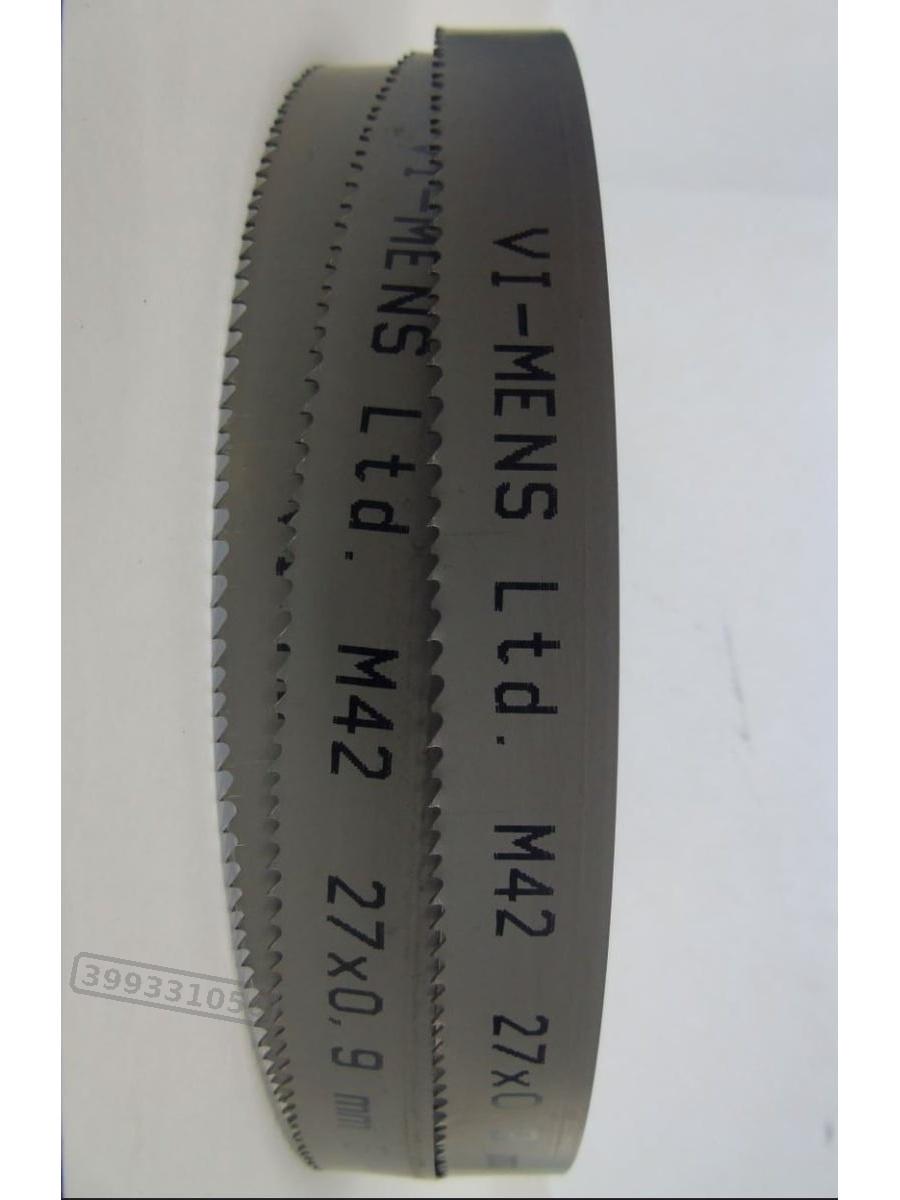 VI-MENS Ltd. M42 27x0
VI-MENS Ltd. M42 27x0,9 mm
39933105